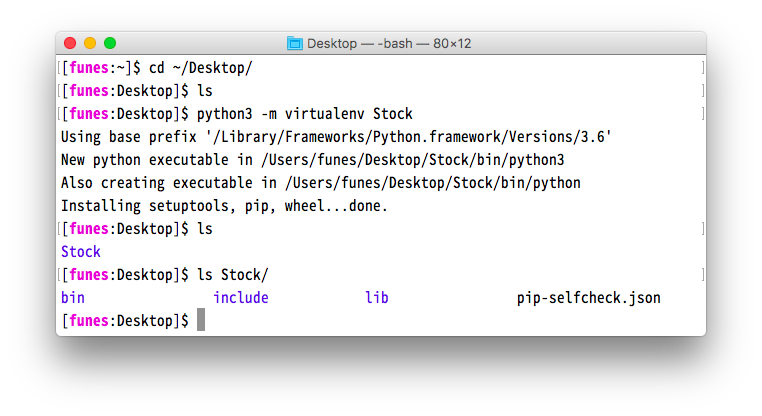 Desktop — -bash — 80×12
[funes:~]$ cd ~/Desktop/
[funes:Desktop]$ ls
[funes:Desktop]$ python3 -m virtualenv Stock
Using base prefix '/Library/Frameworks/Python.framework/Versions/3.6'
New python executable in /Users/funes/Desktop/Stock/bin/python3
Also creating executable in /Users/funes/Desktop/Stock/bin/python
Installing setuptools, pip, wheel...done.
[funes:Desktop]$ ls
Stock
[funes:Desktop]$ ls Stock/
bin include lib pip-selfcheck.json
[funes:Desktop]$